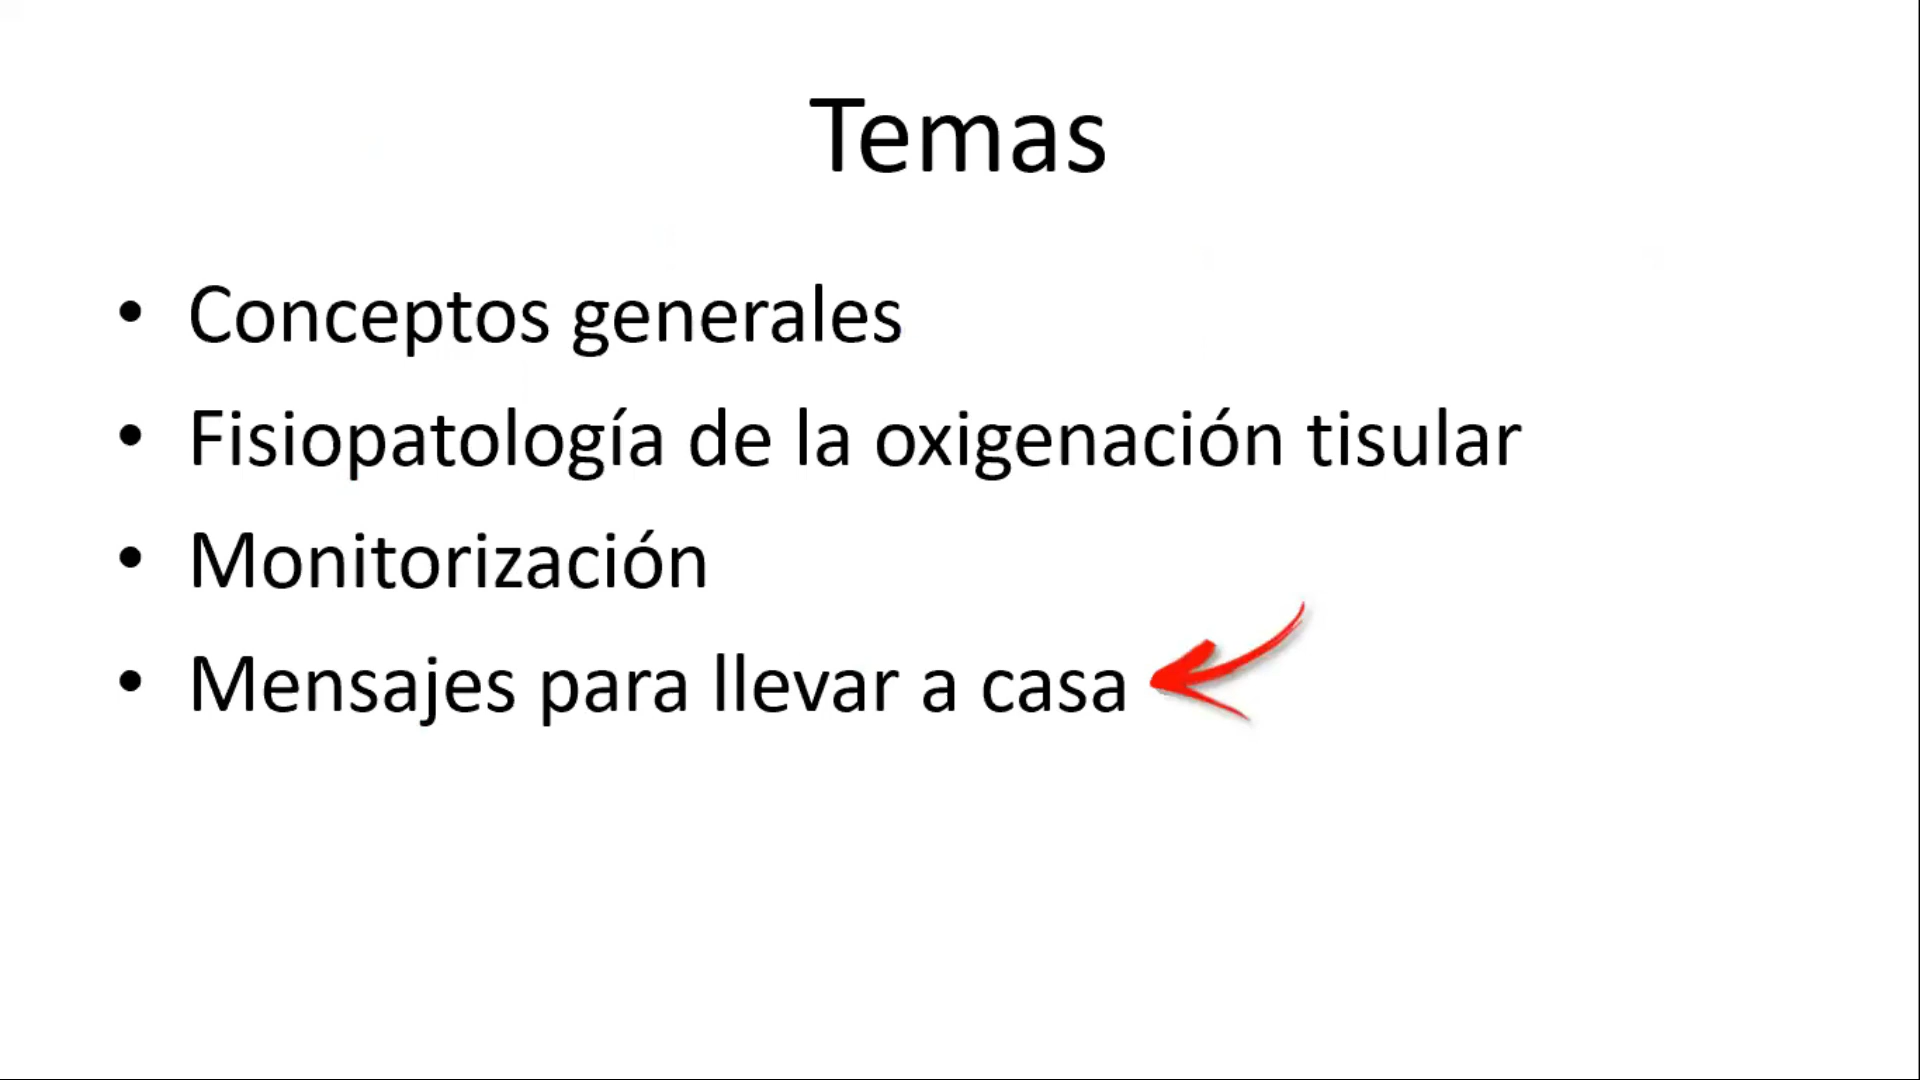 Temas
• Conceptos generales
• Fisiopatología de la oxigenación tisular
• Monitorización
• Mensajes para llevar a casa